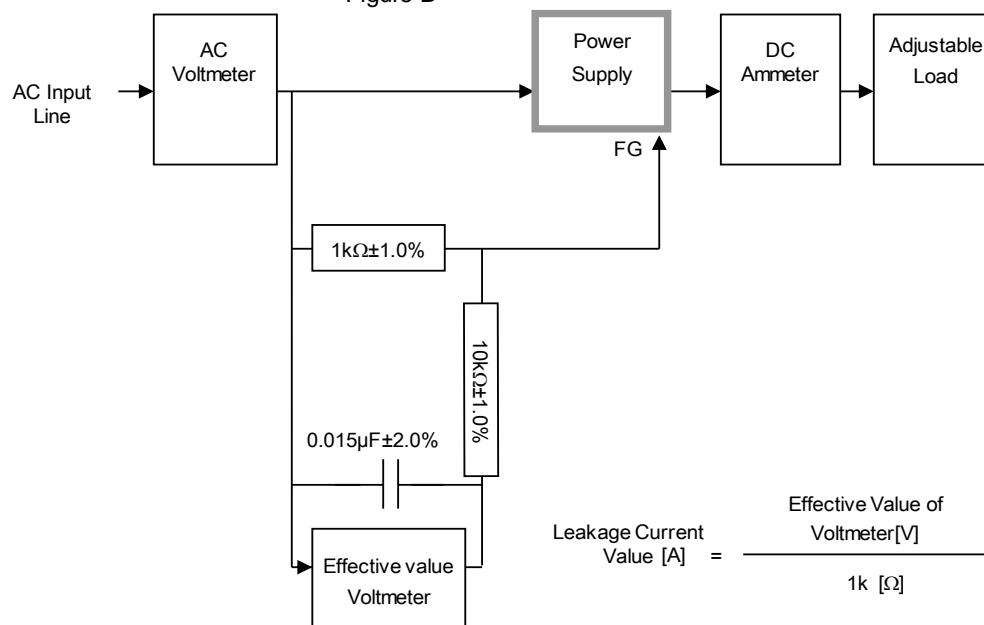 Figure B
AC
Voltmeter
Power
Supply
DC
Ammeter
Adjustable
Load
AC Input
Line
FG
1kΩ±1.0%
10kΩ±1.0%
0.015µF±2.0%
Effective value
Voltmeter
Leakage Current
Value [A]
=
Effective Value of
Voltmeter[V]
1k [Ω]